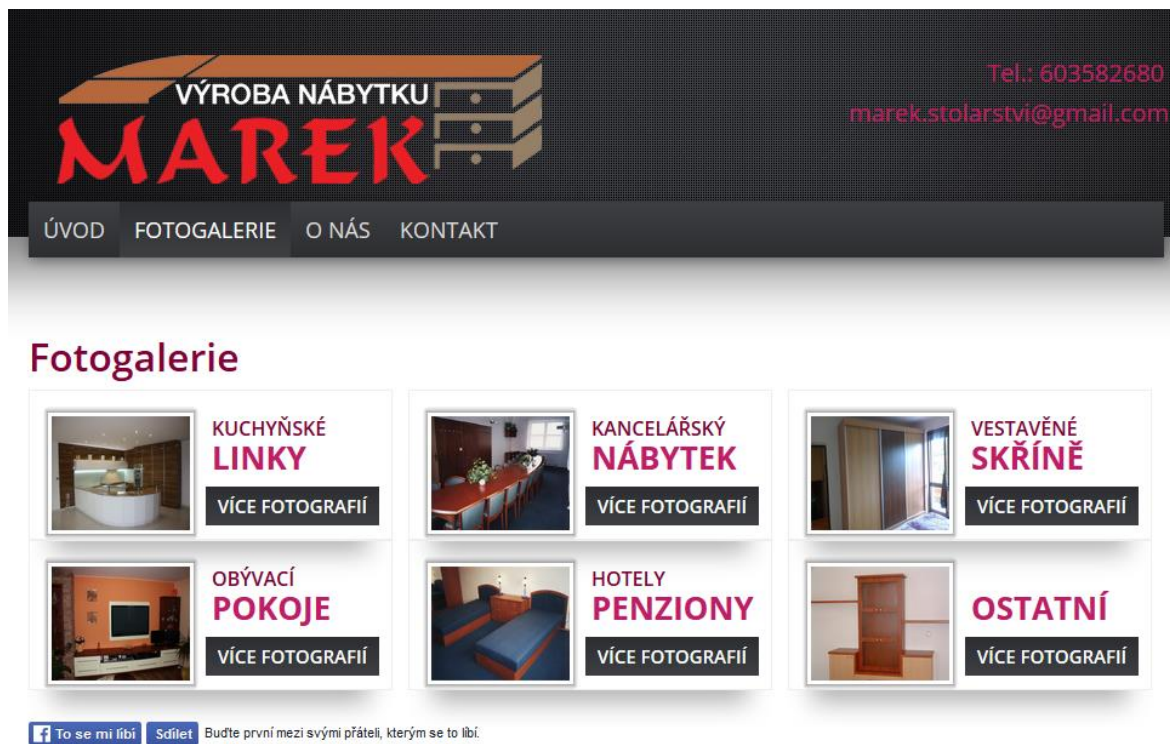 VÝROBA NÁBYTKU
MAREK
Tel.: 603582680
marek.stolarstvi@gmail.com
ÚVOD FOTOGALERIE O NÁS KONTAKT
Fotogalerie
KUCHYŇSKÉ
LINKY
VÍCE FOTOGRAFIÍ
KANCELÁŘSKÝ
NÁBYTEK
VÍCE FOTOGRAFIÍ
VESTAVĚNÉ
SKŘÍNĚ
VÍCE FOTOGRAFIÍ
OBÝVACÍ
POKOJE
VÍCE FOTOGRAFIÍ
HOTELY
PENZIONY
VÍCE FOTOGRAFIÍ
OSTATNÍ
VÍCE FOTOGRAFIÍ
To se mi líbí Sdílet Buďte první mezi svými přáteli, kterým se to líbí.